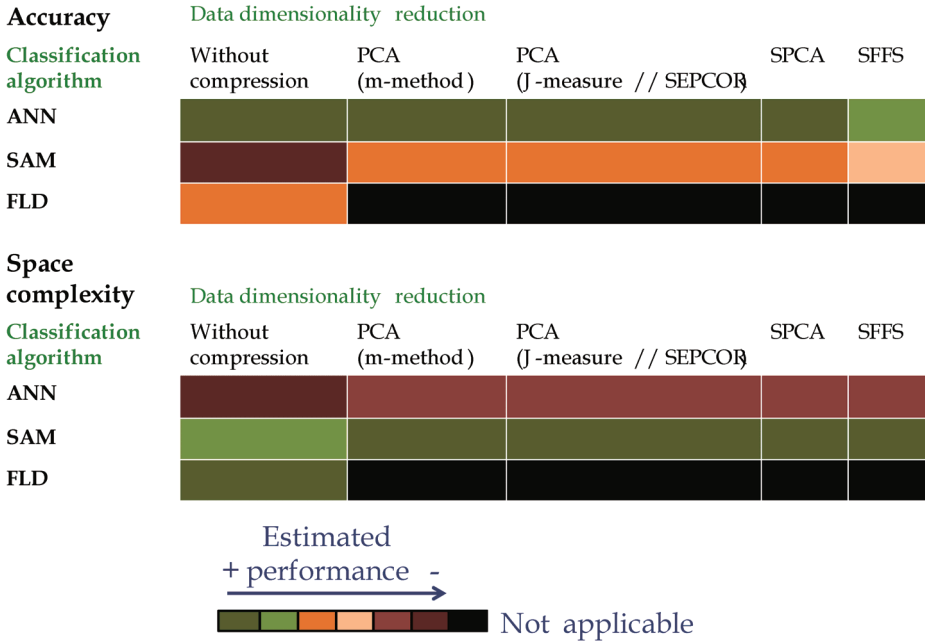 Accuracy
Data dimensionality reduction
Classification algorithm
Without compression
PCA (m-method)
PCA (J-measure // SEPCOR)
SPCA
SFFS
ANN
SAM
FLD
Space complexity
Data dimensionality reduction
Classification algorithm
Without compression
PCA (m-method)
PCA (J-measure // SEPCOR)
SPCA
SFFS
ANN
SAM
FLD
Estimated
+ performance -
Not applicable